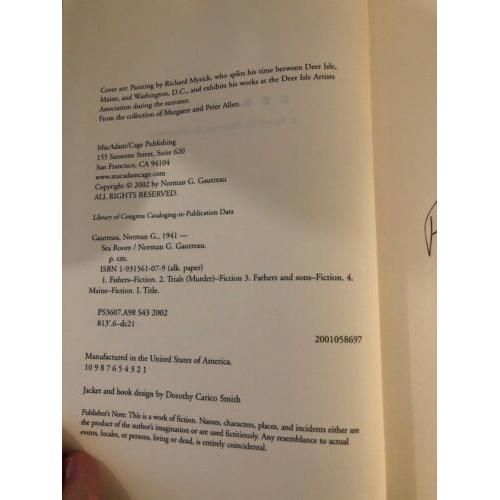 Cover art: Painting by Richard Myrick, who splits his time between Deer Isle,
Maine, and Washington, D.C., and exhibits his works at the Deer Isle Artists
Association during the summer.
From the collection of Margaret and Peter Allen.
MacAdam/Cage Publishing
155 Sansome Street, Suite 620
San Francisco, CA 94104
www.macadamcage.com
Copyright © 2002 by Norman G. Gautreau
ALL RIGHTS RESERVED.
Library of Congress Cataloging-in-Publication Data
Gautreau, Norman G., 1941 —
Sea Room / Norman G. Gautreau.
p. cm.
ISBN 1-931561-07-9 (alk. paper)
1. Fishers–Fiction. 2. Trials (Murder)–Fiction 3. Fathers and sons–Fiction. 4.
Maine–Fiction. I. Title.
PS3607.A98 S43 2002
813'.6–dc21
2001058697
Manufactured in the United States of America.
10 9 8 7 6 5 4 3 2 1
Jacket and book design by Dorothy Carico Smith
Publisher's Note: This is a work of fiction. Names, characters, places, and incidents either are
the product of the author's imagination or are used fictitiously. Any resemblance to actual
events, locales, or persons, living or dead, is entirely coincidental.